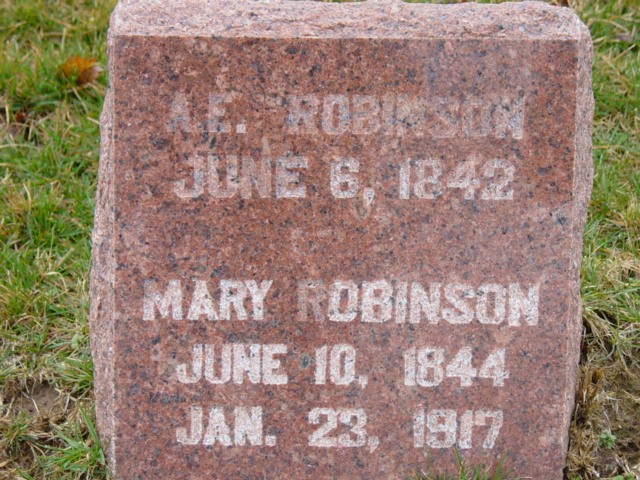 A.E. ROBINSON
JUNE 6, 1842
MARY ROBINSON
JUNE 10, 1844
JAN. 23, 1917